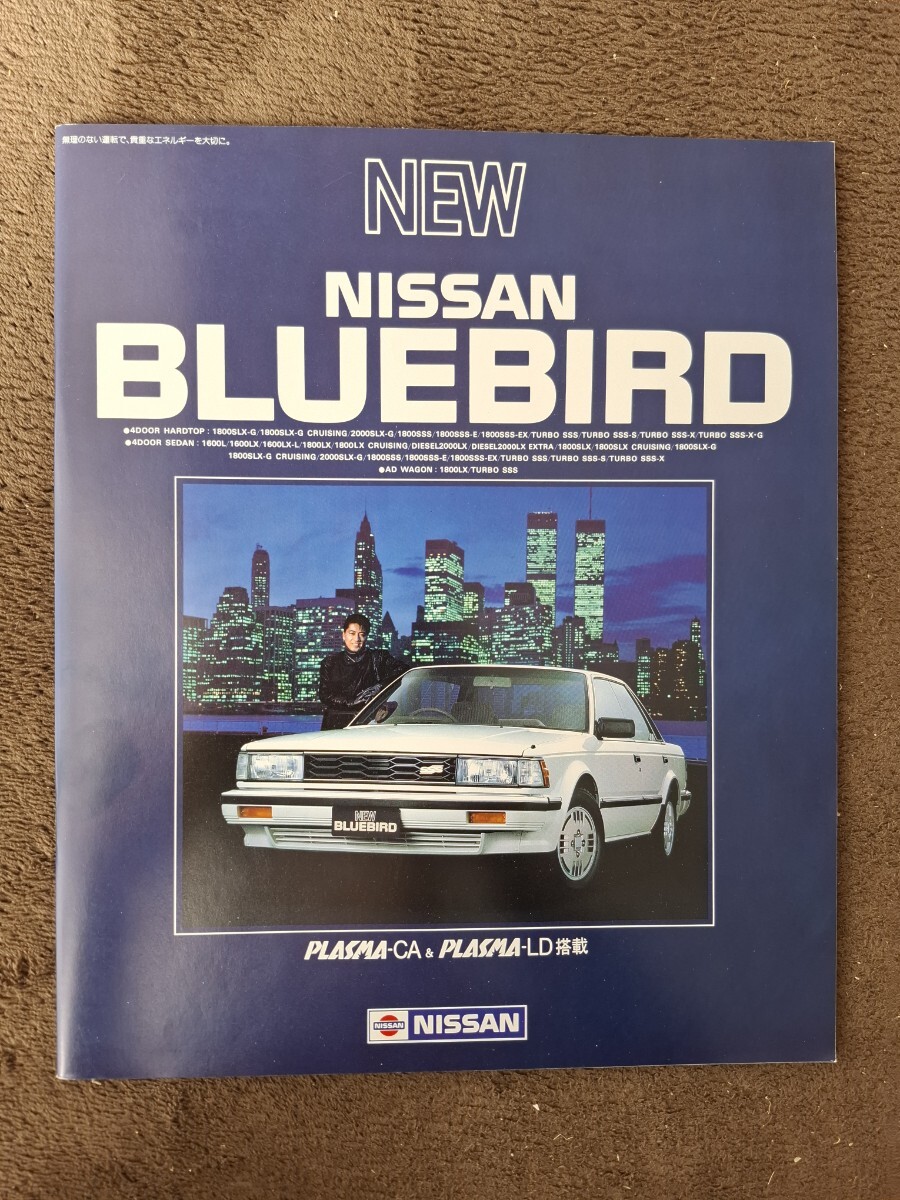 無理のない運転で、貴重なエネルギーを大切に。
NEW
NISSAN
BLUEBIRD
●4DOOR HARDTOP : 1800SLX-G/1800SLX-G CRUISING/2000SLX-G/1800SSS/1800SSS-E/1800SSS-EX/TURBO SSS/TURBO SSS-S/TURBO SSS-X/TURBO SSS-X・G
●4DOOR SEDAN : 1600L/1600LX/1600LX-L/1800LX/1800LX CRUISING/DIESEL2000LX/DIESEL2000LX EXTRA/1800SLX/1800SLX CRUISING/1800SLX-G
1800SLX-G CRUISING/2000SLX-G/1800SSS/1800SSS-E/1800SSS-EX/TURBO SSS/TURBO SSS-S/TURBO SSS-X
●AD WAGON : 1800LX/TURBO SSS
NEW
BLUEBIRD
PLASMA-CA & PLASMA-LD 搭載
NISSAN NISSAN